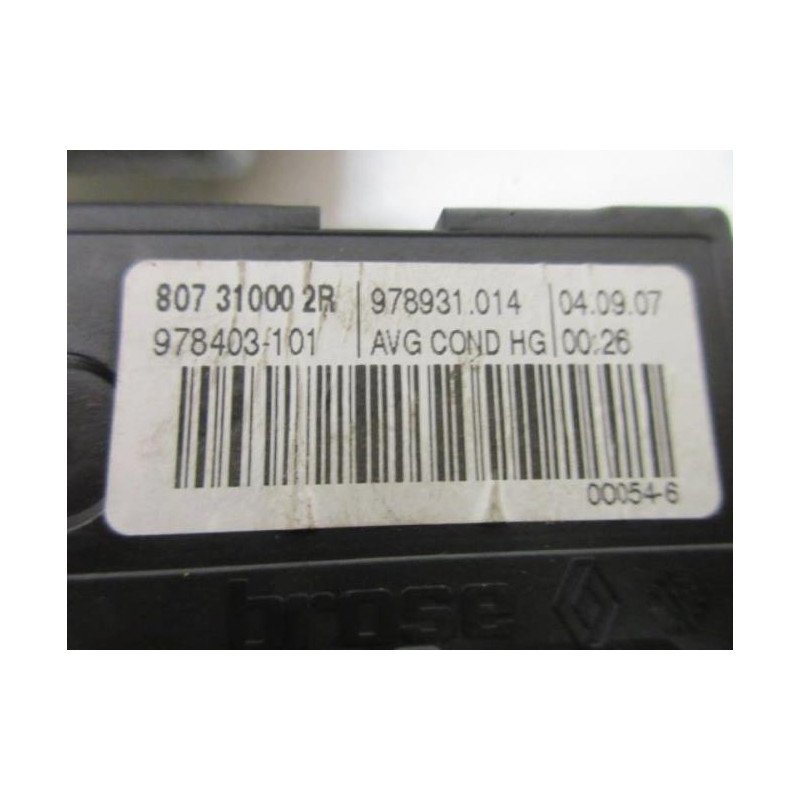 807 31000 2R 978931.014 04.09.07
978403-101 AVG COND HG 00:26
00054-6
brose